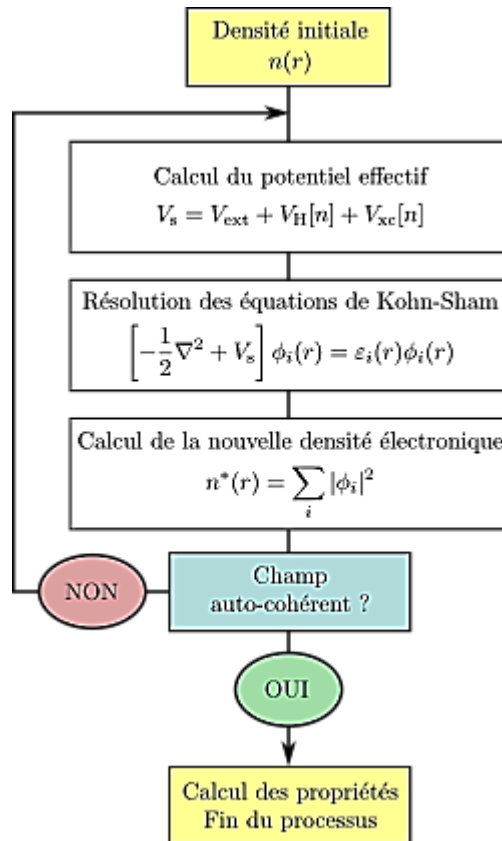 Densité initiale
n(r)
Calcul du potentiel effectif
V_s = V_ext + V_H[n] + V_xc[n]
Résolution des équations de Kohn-Sham
[-1/2 ∇² + V_s] ϕ_i(r) = ε_i(r)ϕ_i(r)
Calcul de la nouvelle densité électronique
n*(r) = ∑_i |ϕ_i|²
Champ
auto-cohérent ?
NON
OUI
Calcul des propriétés
Fin du processus